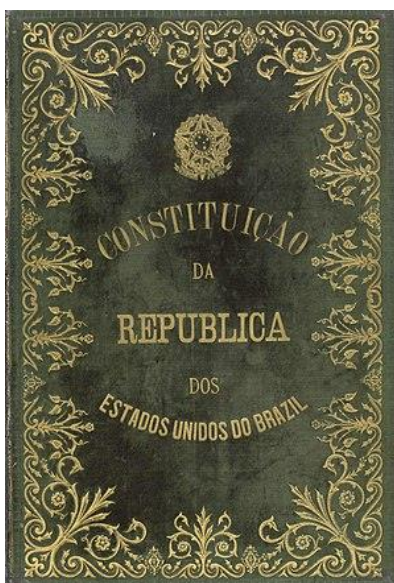 CONSTITUIÇÃO
DA
REPUBLICA
DOS
ESTADOS UNIDOS DO BRAZIL